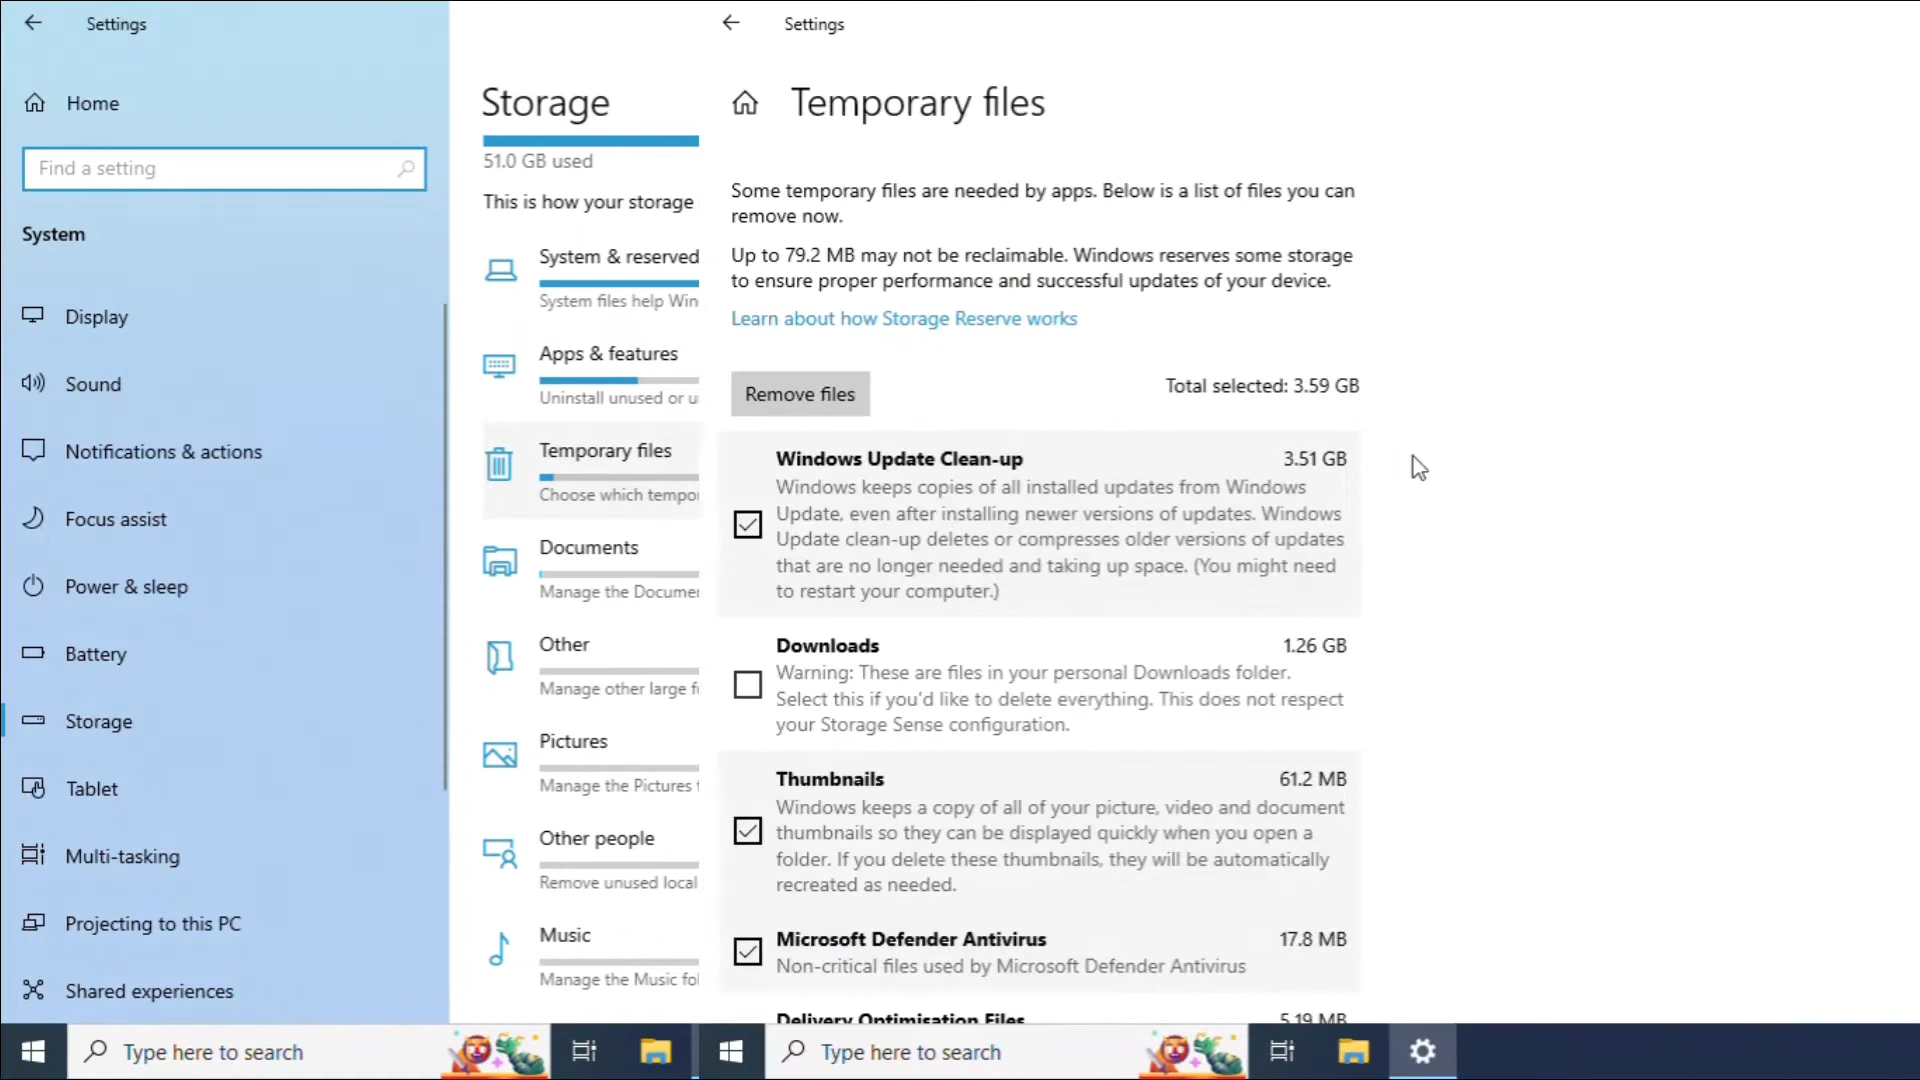 Settings
Home
Find a setting
System
Display
Sound
Notifications & actions
Focus assist
Power & sleep
Battery
Storage
Tablet
Multi-tasking
Projecting to this PC
Shared experiences
Storage
51.0 GB used
This is how your storage
System & reserved
System files help Win
Apps & features
Uninstall unused or u
Temporary files
Choose which tempo
Documents
Manage the Docume
Other
Manage other large f
Pictures
Manage the Pictures
Other people
Remove unused local
Music
Manage the Music fo
Settings
Temporary files
Some temporary files are needed by apps. Below is a list of files you can
remove now.
Up to 79.2 MB may not be reclaimable. Windows reserves some storage
to ensure proper performance and successful updates of your device.
Learn about how Storage Reserve works
Remove files
Total selected: 3.59 GB
Windows Update Clean-up 3.51 GB
Windows keeps copies of all installed updates from Windows
Update, even after installing newer versions of updates. Windows
Update clean-up deletes or compresses older versions of updates
that are no longer needed and taking up space. (You might need
to restart your computer.)
Downloads 1.26 GB
Warning: These are files in your personal Downloads folder.
Select this if you'd like to delete everything. This does not respect
your Storage Sense configuration.
Thumbnails 61.2 MB
Windows keeps a copy of all of your picture, video and document
thumbnails so they can be displayed quickly when you open a
folder. If you delete these thumbnails, they will be automatically
recreated as needed.
Microsoft Defender Antivirus 17.8 MB
Non-critical files used by Microsoft Defender Antivirus
Delivery Optimisation Files 5.19 MB
Type here to search
Type here to search